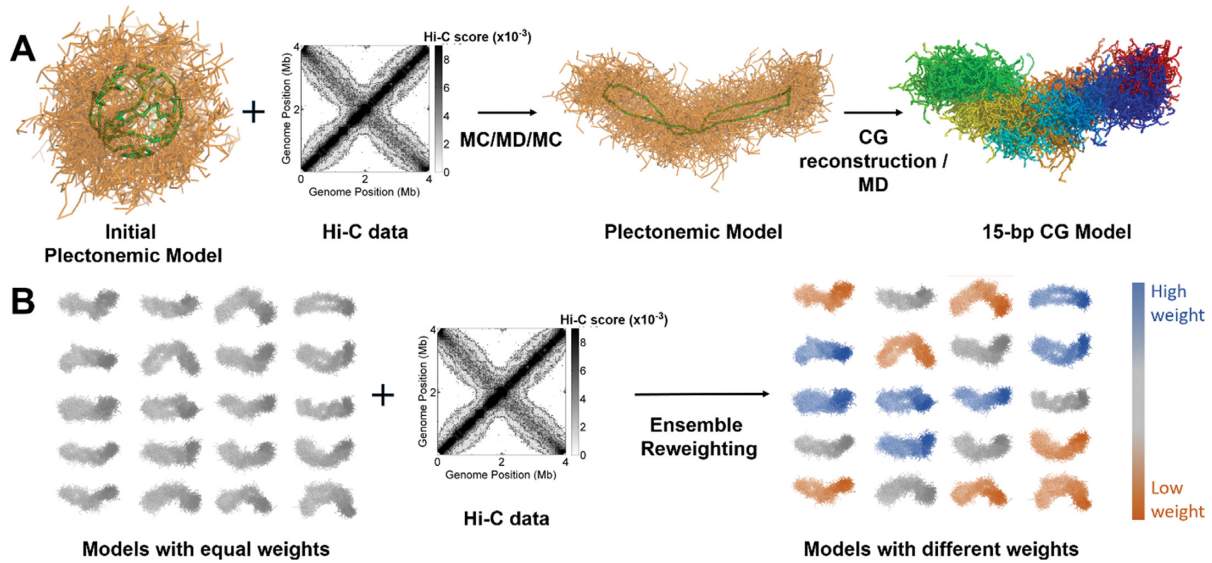 A
Initial
Plectonemic Model
+
Hi-C score (x10⁻³)
Genome Position (Mb)
4
2
0
0 2 4
Genome Position (Mb)
8
6
4
2
0
Hi-C data
MC/MD/MC
Plectonemic Model
CG
reconstruction /
MD
15-bp CG Model
B
Models with equal weights
+
Hi-C score (x10⁻³)
Genome Position (Mb)
4
2
0
0 2 4
Genome Position (Mb)
8
6
4
2
0
Hi-C data
Ensemble
Reweighting
Models with different weights
High
weight
Low
weight